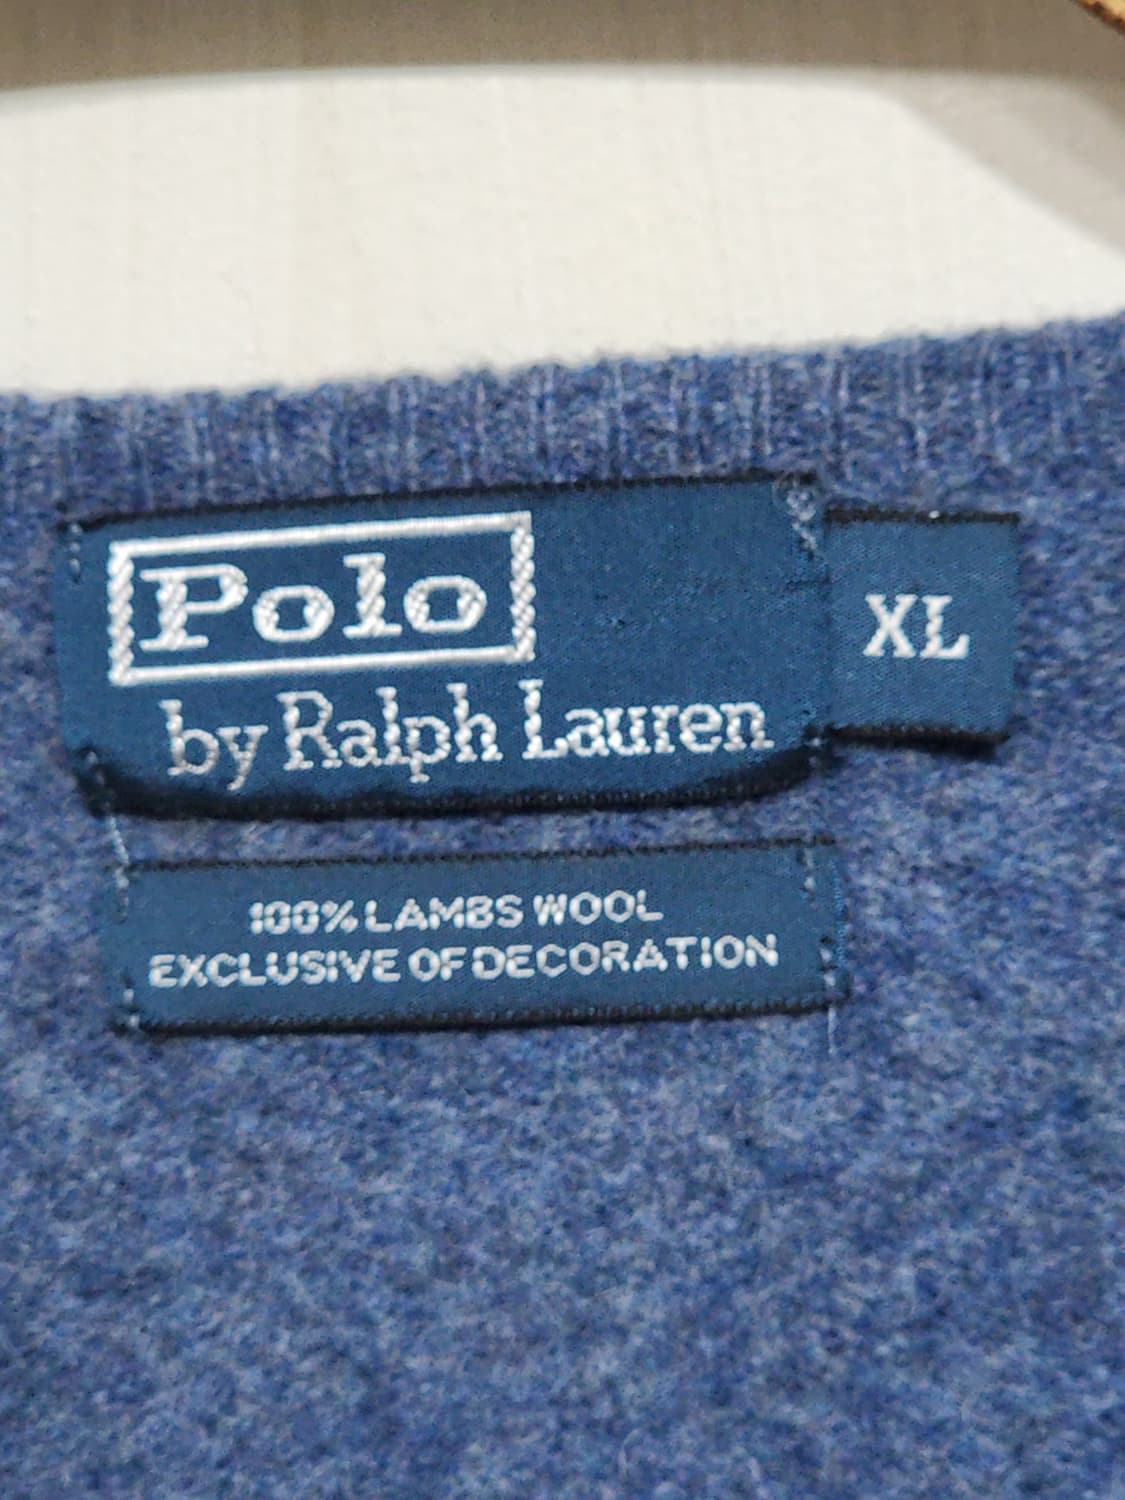 Polo
by Ralph Lauren
XL
100% LAMBS WOOL
EXCLUSIVE OF DECORATION